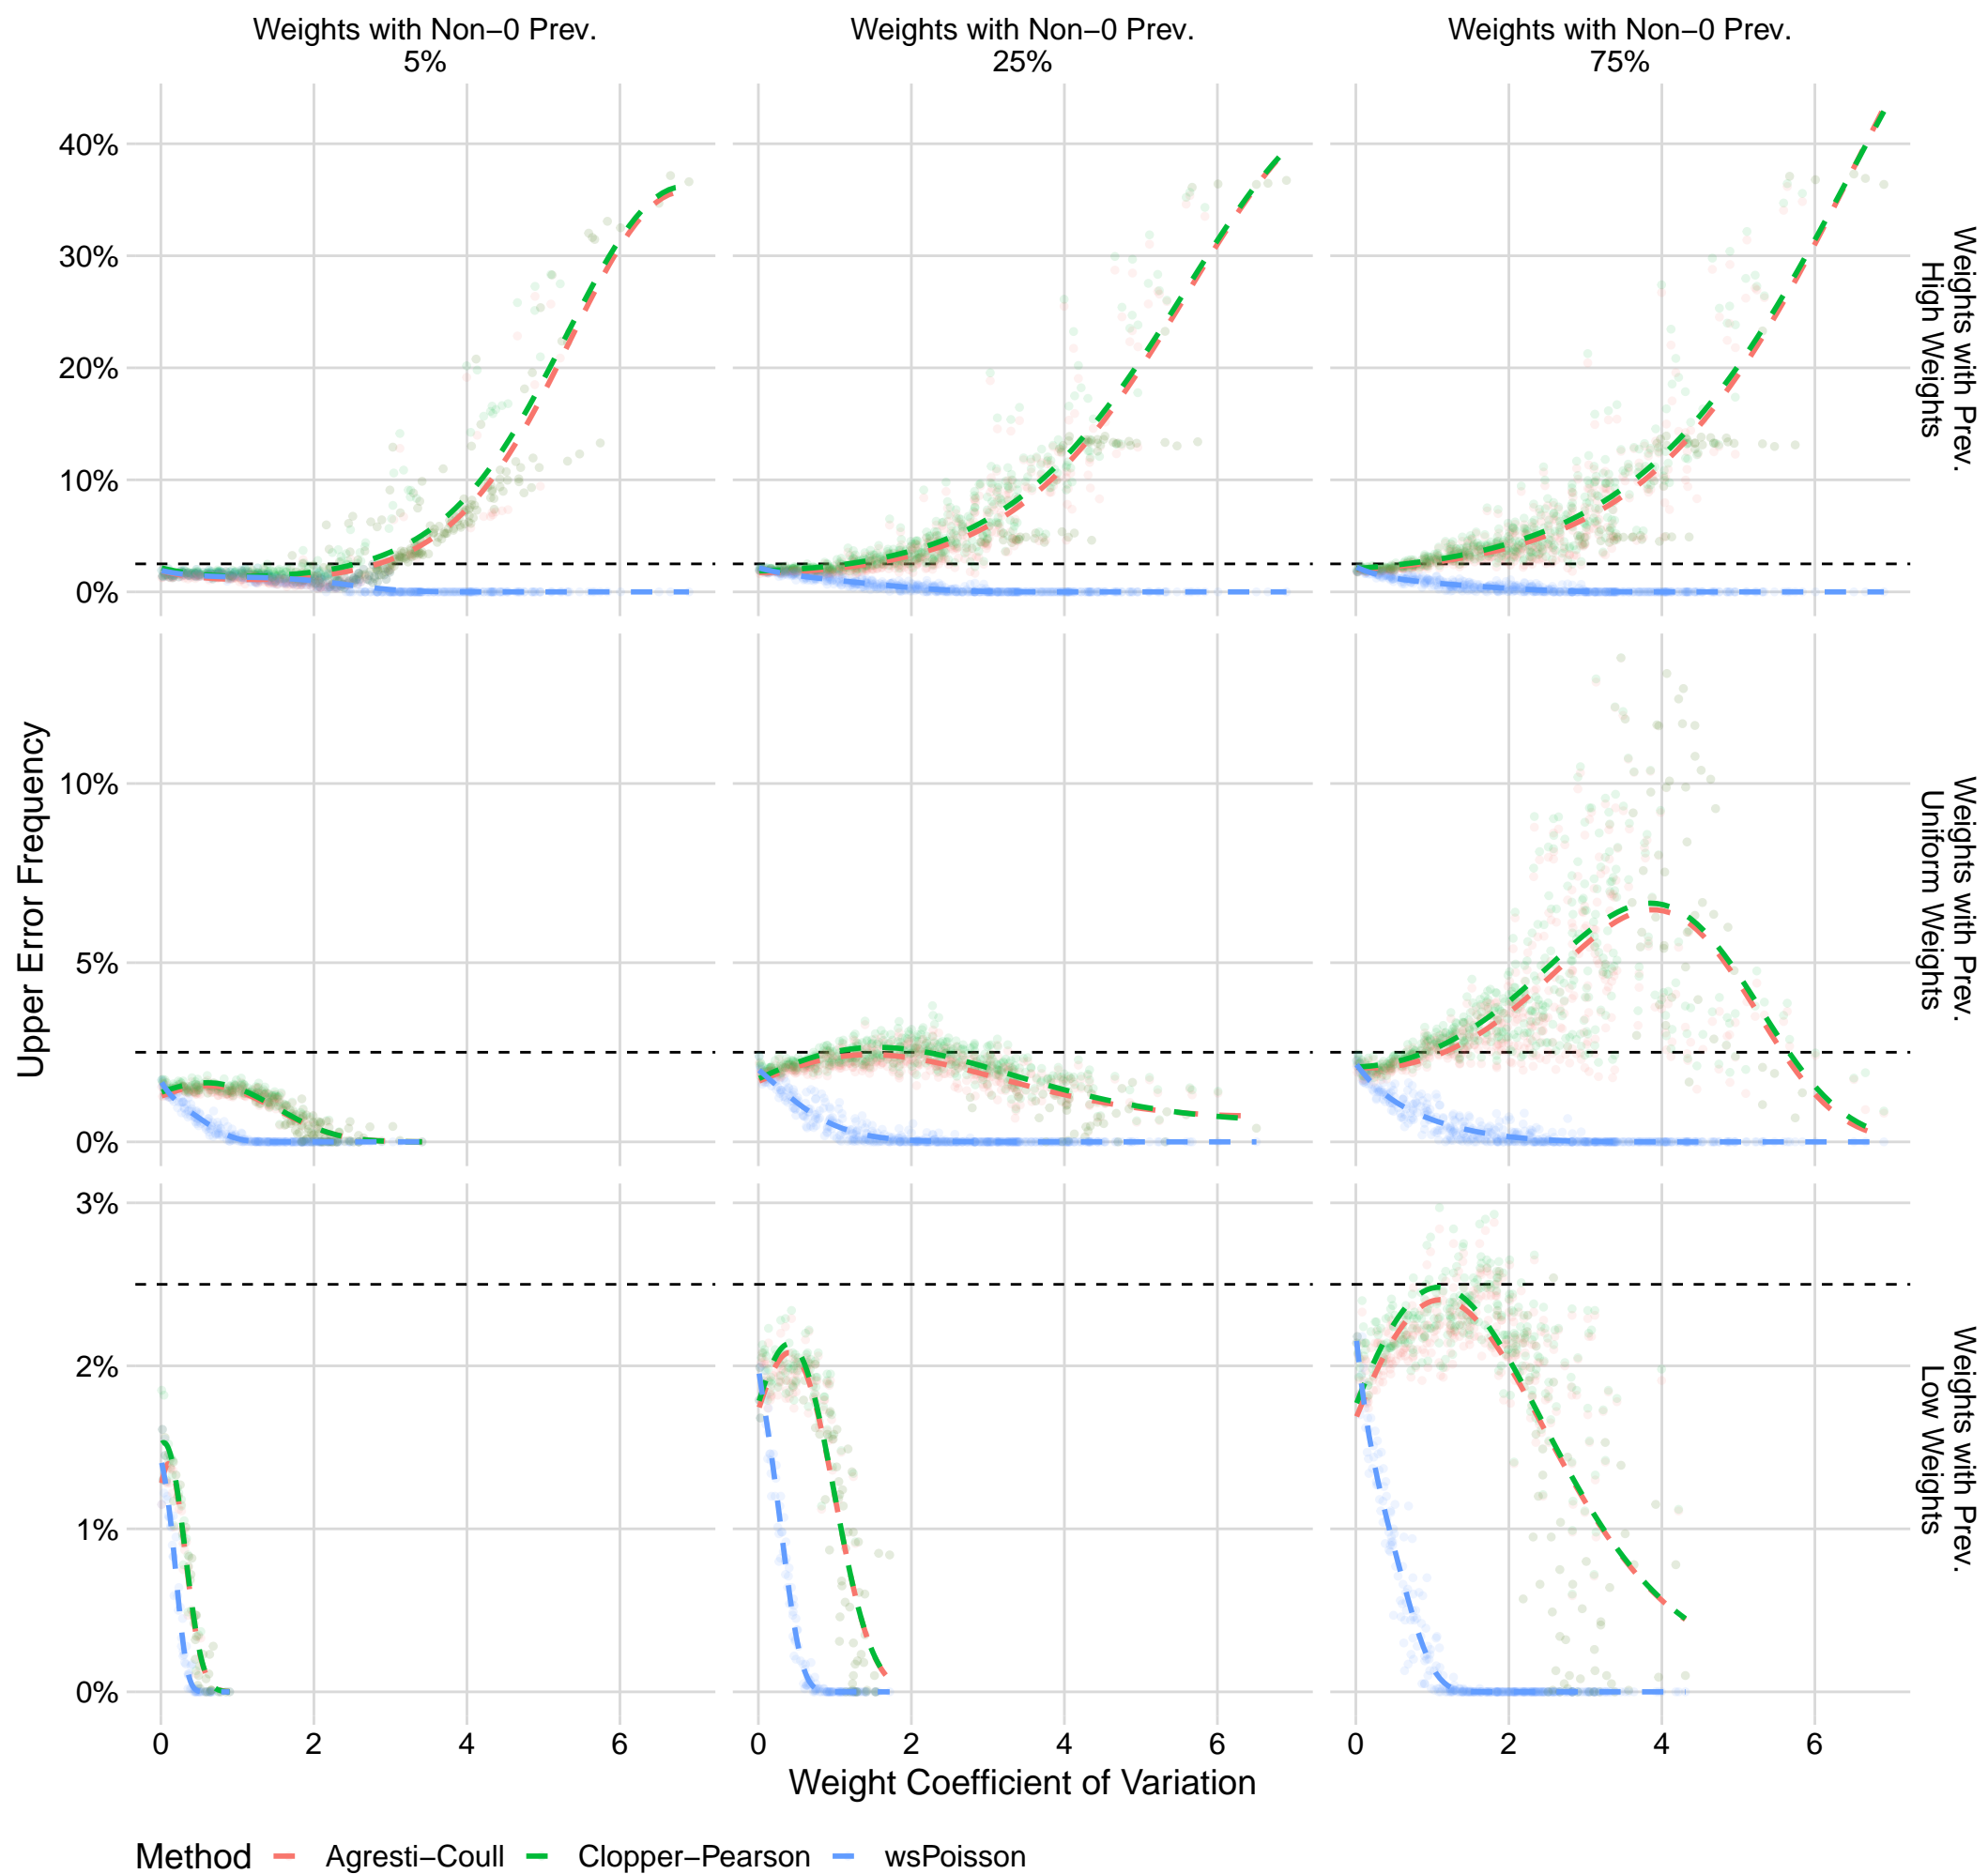 Weights with Non−0 Prev.
5%
Weights with Non−0 Prev.
25%
Weights with Non−0 Prev.
75%
40%
30%
20%
10%
0%
Weights with Prev.
High Weights
10%
5%
0%
Weights with Prev.
Uniform Weights
3%
2%
1%
0%
Weights with Prev.
Low Weights
Upper Error Frequency
0 2 4 6
0 2 4 6
0 2 4 6
Weight Coefficient of Variation
Method Agresti−Coull Clopper−Pearson wsPoisson